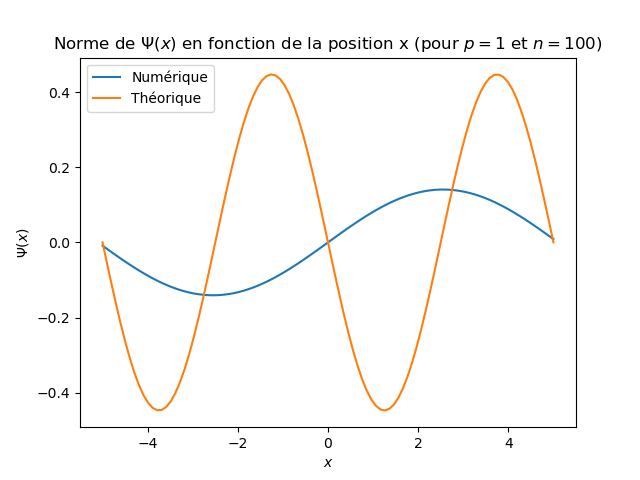 Norme de Ψ(x) en fonction de la position x (pour p = 1 et n = 100)
Numérique
Théorique
0.4
0.2
0.0
−0.2
−0.4
Ψ(x)
−4
−2
0
2
4
x